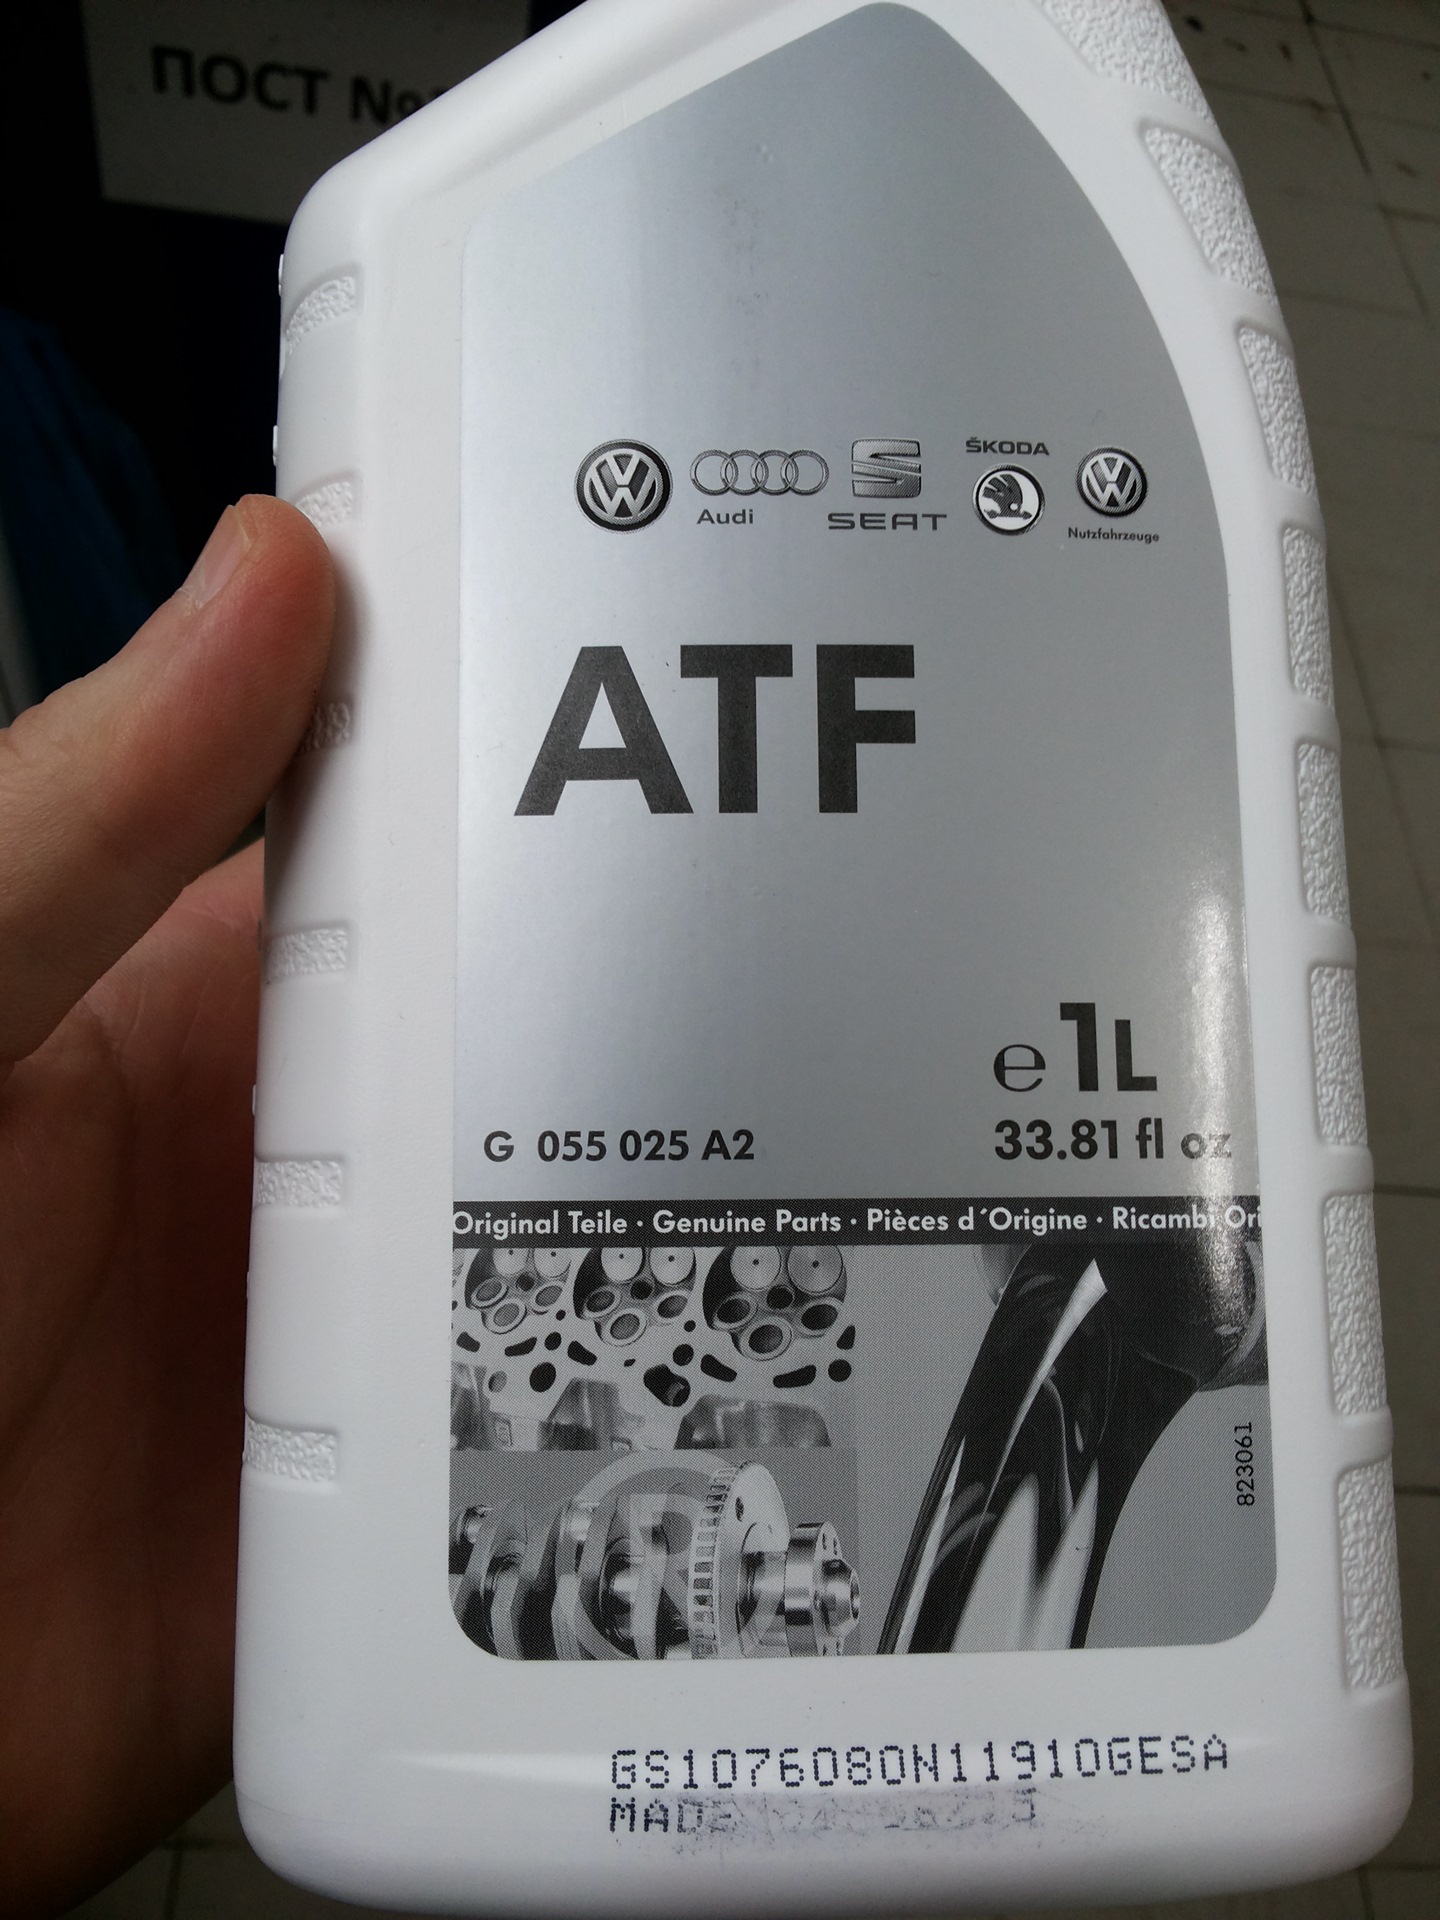 ПОСТ №
Audi
SEAT
ŠKODA
Nutzfahrzeuge
ATF
e 1L
33.81 fl oz
G 055 025 A2
Original Teile · Genuine Parts · Pièces d´Origine · Ricambi Ori
823061
GS1076080N11910GESA
MADE